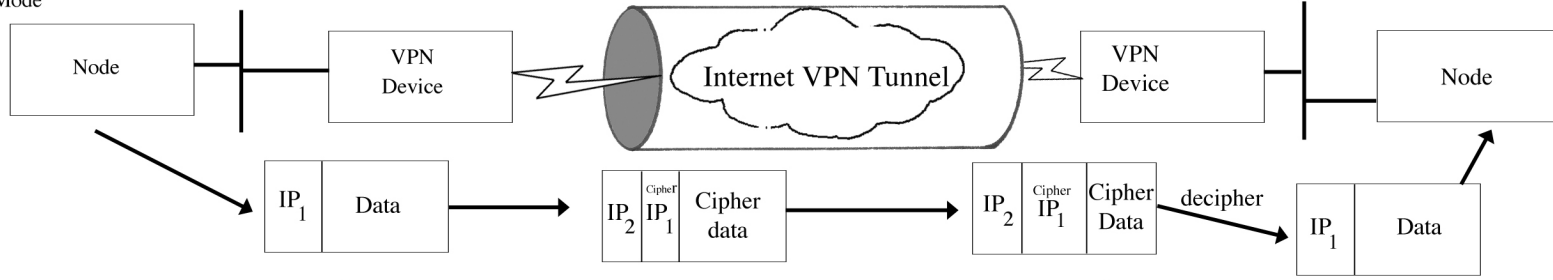 Mode
Node
VPN
Device
Internet VPN Tunnel
VPN
Device
Node
IP1
Data
IP2
Cipher
IP1
Cipher
data
IP2
Cipher
IP1
Cipher
Data
decipher
IP1
Data